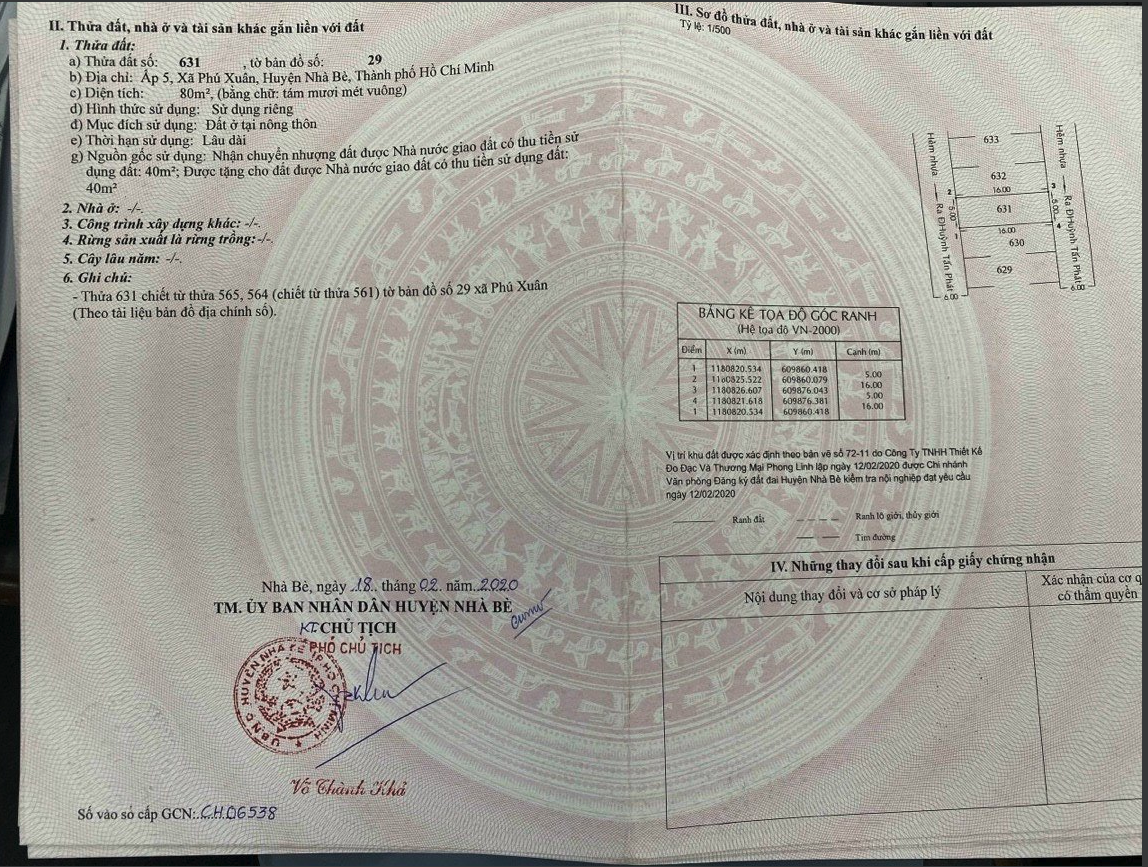 II. Thửa đất, nhà ở và tài sản khác gắn liền với đất
1. Thửa đất:
a) Thửa đất số: 631 , tờ bản đồ số: 29
b) Địa chỉ: Ấp 5, Xã Phú Xuân, Huyện Nhà Bè, Thành phố Hồ Chí Minh
c) Diện tích: 80m², (bằng chữ: tám mươi mét vuông)
d) Hình thức sử dụng: Sử dụng riêng
đ) Mục đích sử dụng: Đất ở tại nông thôn
e) Thời hạn sử dụng: Lâu dài
g) Nguồn gốc sử dụng: Nhận chuyển nhượng đất được Nhà nước giao đất có thu tiền sử
dụng đất: 40m²; Được tặng cho đất được Nhà nước giao đất có thu tiền sử dụng đất:
40m²
2. Nhà ở: -/-.
3. Công trình xây dựng khác: -/-.
4. Rừng sản xuất là rừng trồng:-/-.
5. Cây lâu năm: -/-.
6. Ghi chú:
- Thửa 631 chiết từ thửa 565, 564 (chiết từ thửa 561) tờ bản đồ số 29 xã Phú Xuân
(Theo tài liệu bản đồ địa chính số).
Nhà Bè, ngày .18. tháng 02. năm..2020
TM. ỦY BAN NHÂN DÂN HUYỆN NHÀ BÈ
KT.CHỦ TỊCH
PHÓ CHỦ TỊCH
U.B.N.D HUYỆN NHÀ BÈ TP HỒ CHÍ MINH
Võ Thành Khả
Số vào sổ cấp GCN:..CH.06538
III. Sơ đồ thửa đất, nhà ở và tài sản khác gắn liền với đất
Tỷ lệ: 1/500
Hẻm nhựa Ra ĐHuỳnh Tấn Phát
6.00
633
632
16.00
2
3
5.00
631
5.00
1
4
16.00
630
629
Hẻm nhựa Ra ĐHuỳnh Tấn Phát
6.00
BẢNG KÊ TỌA ĐỘ GÓC RANH
(Hệ tọa độ VN-2000)
Điểm X (m) Y (m) Cạnh (m)
1 1180820.534 609860.418
5.00
2 1180825.522 609860.079
16.00
3 1180826.607 609876.043
5.00
4 1180821.618 609876.381
16.00
1 1180820.534 609860.418
Vị trí khu đất được xác định theo bản vẽ số 72-11 do Công Ty TNHH Thiết Kế
Đo Đạc Và Thương Mại Phong Linh lập ngày 12/02/2020 được Chi nhánh
Văn phòng Đăng ký đất đai Huyện Nhà Bè kiểm tra nội nghiệp đạt yêu cầu
ngày 12/02/2020
Ranh đất Ranh lộ giới, thủy giới
Tim đường
IV. Những thay đổi sau khi cấp giấy chứng nhận
Nội dung thay đổi và cơ sở pháp lý
Xác nhận của cơ q
có thẩm quyền